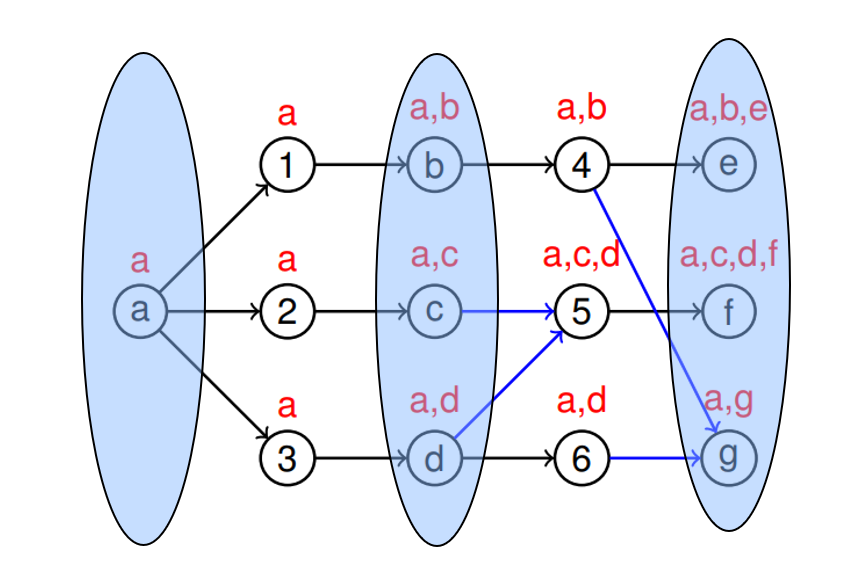 a a,b a,b a,b,e
1 b 4 e
a a a,c a,c,d a,c,d,f
a 2 c 5 f
a a,d a,d a,g
3 d 6 g